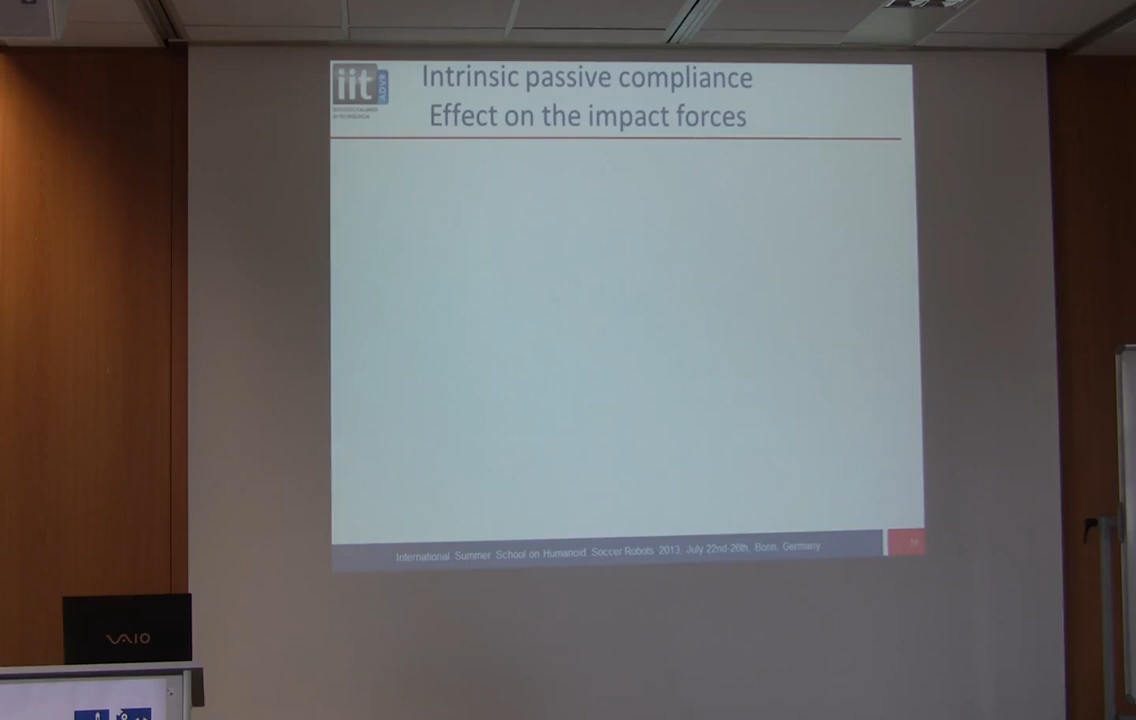 iit
ADVR
Intrinsic passive compliance
Effect on the impact forces
International Summer School on Humanoid Soccer Robots 2013, July 22nd-26th, Bonn, Germany
VAIO